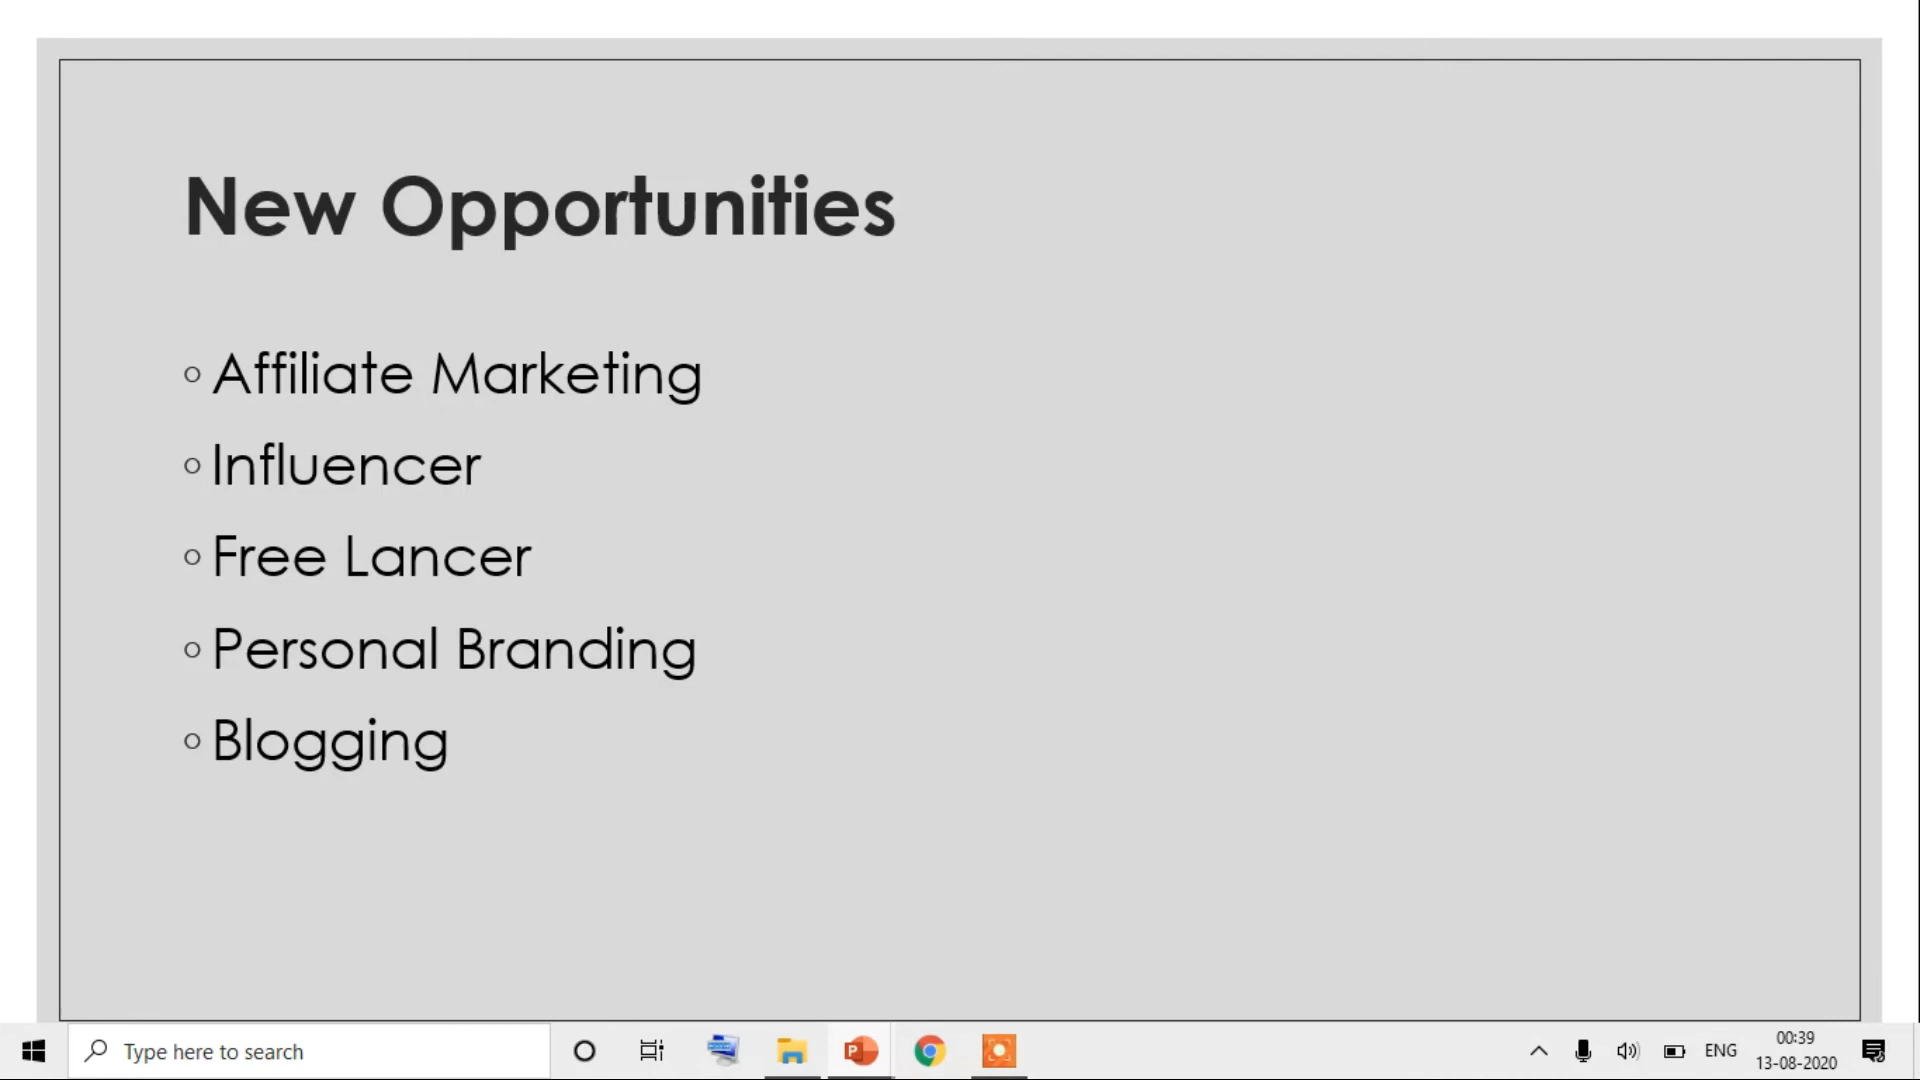 New Opportunities
◦ Affiliate Marketing
◦ Influencer
◦ Free Lancer
◦ Personal Branding
◦ Blogging
Type here to search
ENG
00:39
13-08-2020